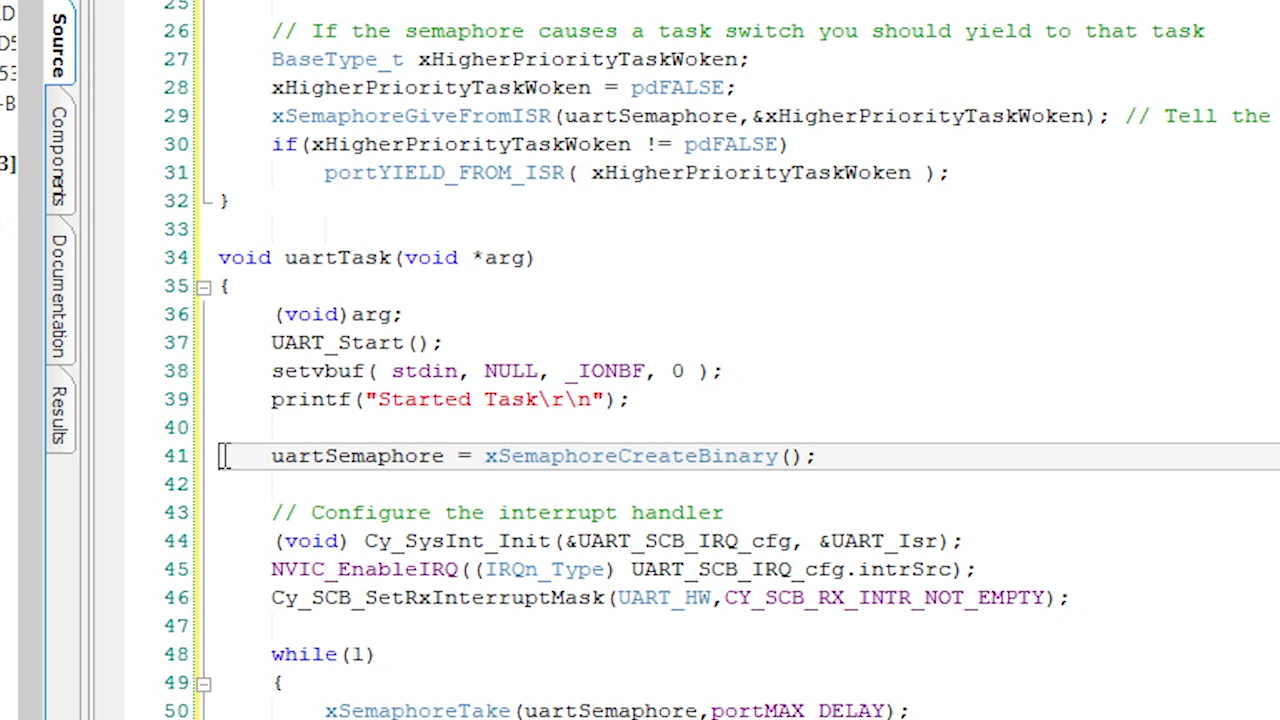 D
D5
53
-B
3]
Source
Components
Documentation
Results
25
26 // If the semaphore causes a task switch you should yield to that task
27 BaseType_t xHigherPriorityTaskWoken;
28 xHigherPriorityTaskWoken = pdFALSE;
29 xSemaphoreGiveFromISR(uartSemaphore,&xHigherPriorityTaskWoken); // Tell the
30 if(xHigherPriorityTaskWoken != pdFALSE)
31 portYIELD_FROM_ISR( xHigherPriorityTaskWoken );
32 }
33
34 void uartTask(void *arg)
35 {
36 (void)arg;
37 UART_Start();
38 setvbuf( stdin, NULL, _IONBF, 0 );
39 printf("Started Task\r\n");
40
41 uartSemaphore = xSemaphoreCreateBinary();
42
43 // Configure the interrupt handler
44 (void) Cy_SysInt_Init(&UART_SCB_IRQ_cfg, &UART_Isr);
45 NVIC_EnableIRQ((IRQn_Type) UART_SCB_IRQ_cfg.intrSrc);
46 Cy_SCB_SetRxInterruptMask(UART_HW,CY_SCB_RX_INTR_NOT_EMPTY);
47
48 while(1)
49 {
50 xSemaphoreTake(uartSemaphore,portMAX_DELAY);